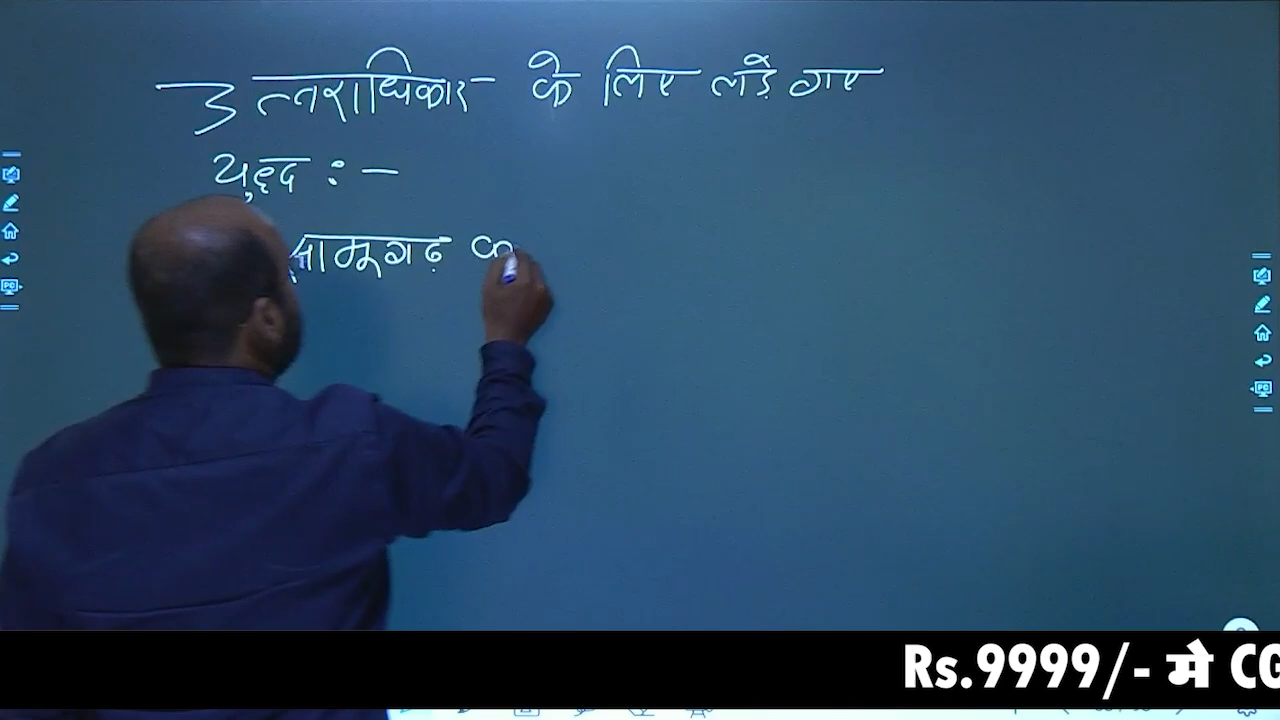 उत्तराधिकार के लिए लड़े गए
युद्ध :-
सामूगढ़ क
Rs.9999/- मे CG